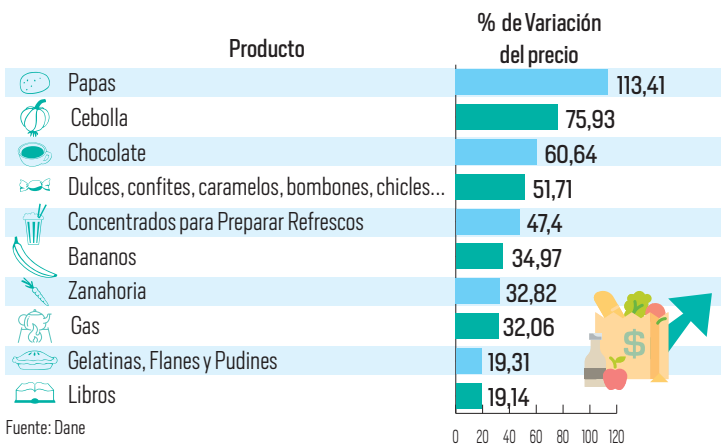 Producto
% de Variación
del precio
Papas 113,41
Cebolla 75,93
Chocolate 60,64
Dulces, confites, caramelos, bombones, chicles... 51,71
Concentrados para Preparar Refrescos 47,4
Bananos 34,97
Zanahoria 32,82
Gas 32,06
$
Gelatinas, Flanes y Pudines 19,31
Libros 19,14
Fuente: Dane
0 20 40 60 80 100 120